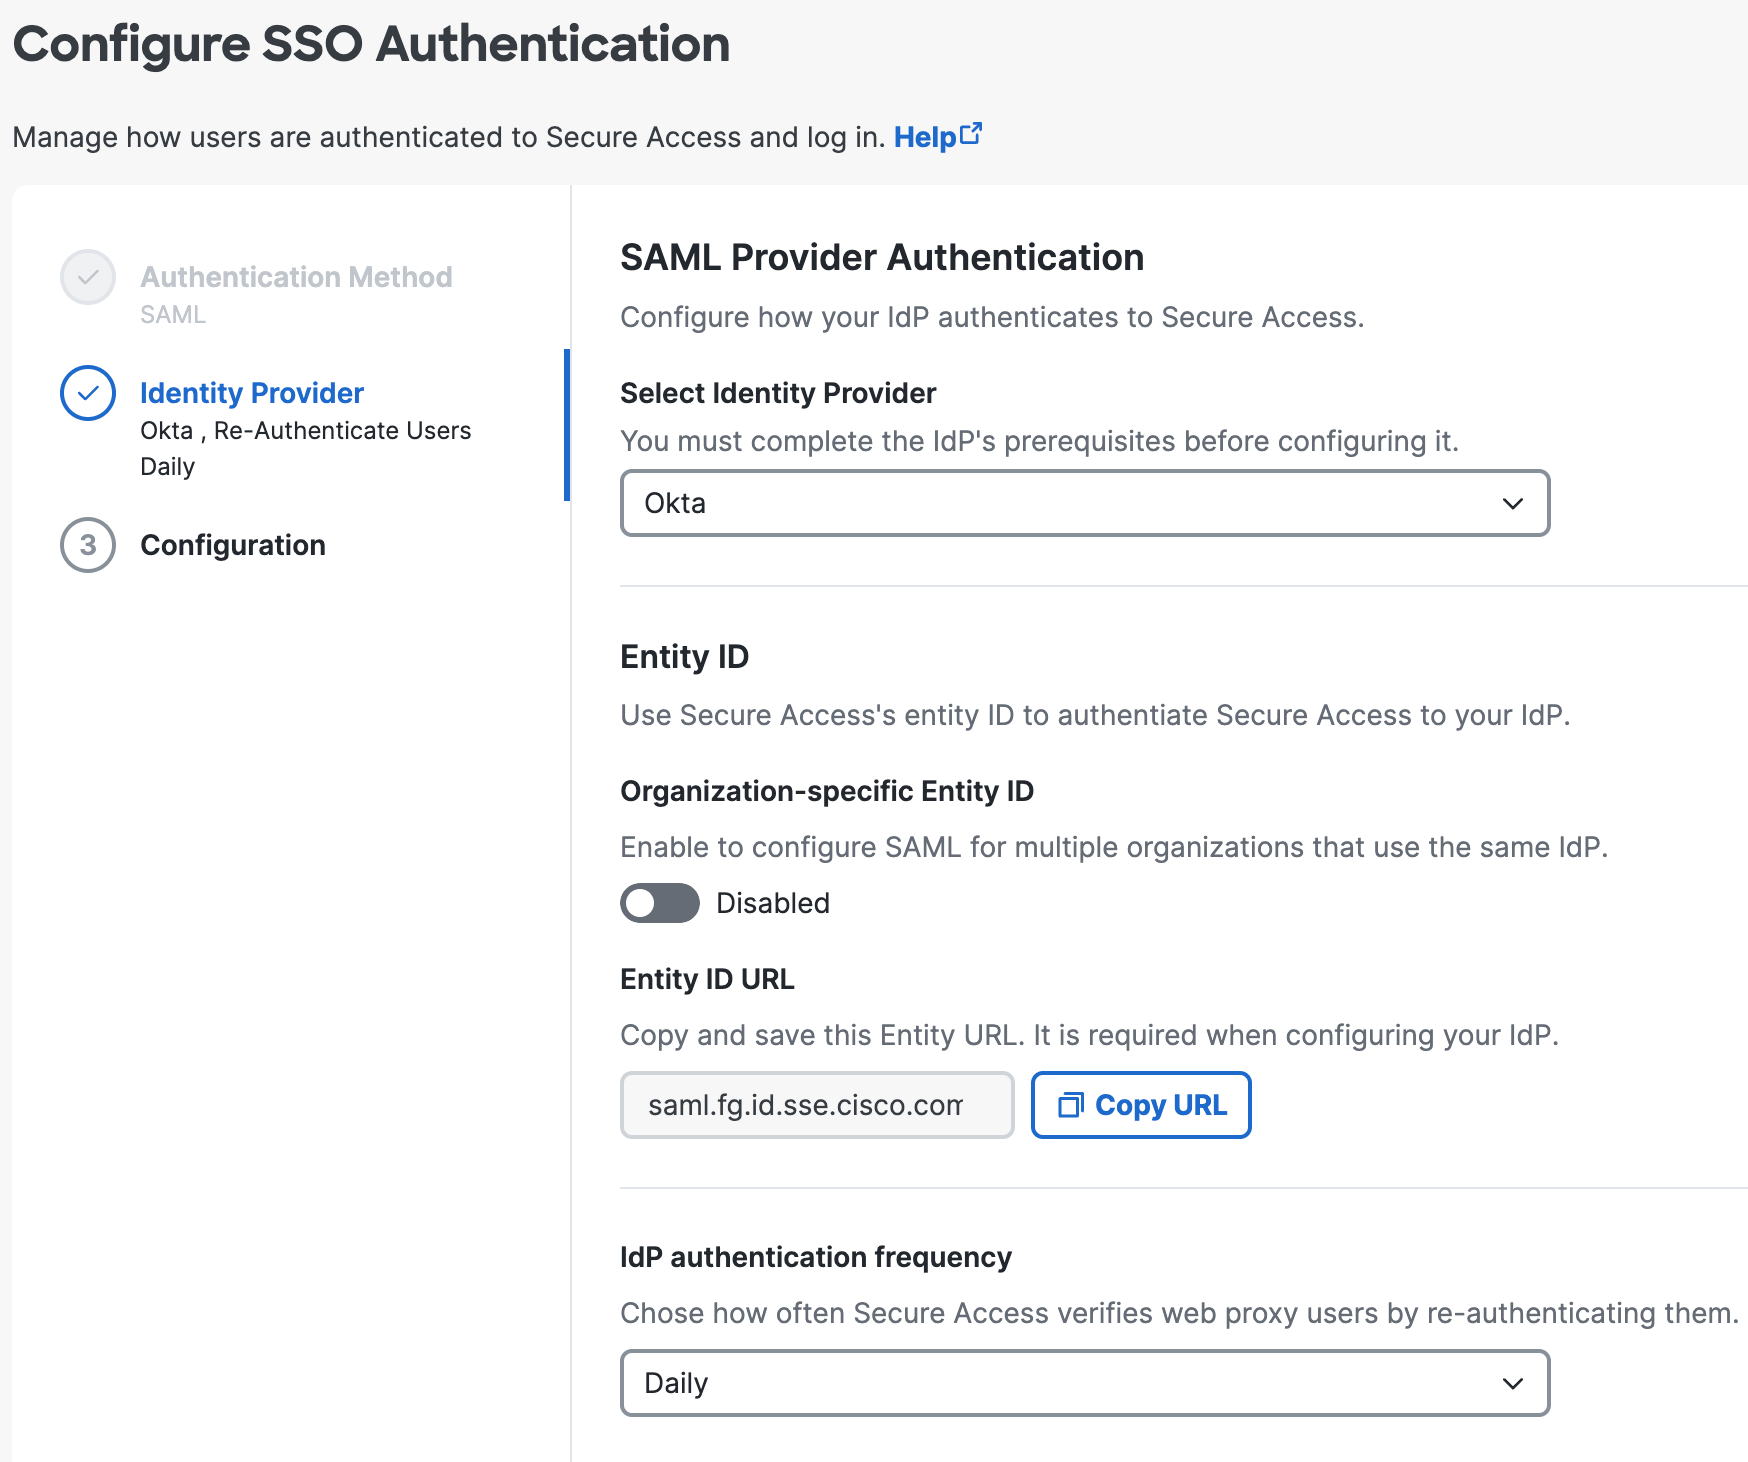 Configure SSO Authentication
Manage how users are authenticated to Secure Access and log in. Help
Authentication Method
SAML
Identity Provider
Okta , Re-Authenticate Users
Daily
3 Configuration
SAML Provider Authentication
Configure how your IdP authenticates to Secure Access.
Select Identity Provider
You must complete the IdP's prerequisites before configuring it.
Okta
Entity ID
Use Secure Access's entity ID to authentiate Secure Access to your IdP.
Organization-specific Entity ID
Enable to configure SAML for multiple organizations that use the same IdP.
Disabled
Entity ID URL
Copy and save this Entity URL. It is required when configuring your IdP.
saml.fg.id.sse.cisco.com
Copy URL
IdP authentication frequency
Chose how often Secure Access verifies web proxy users by re-authenticating them.
Daily